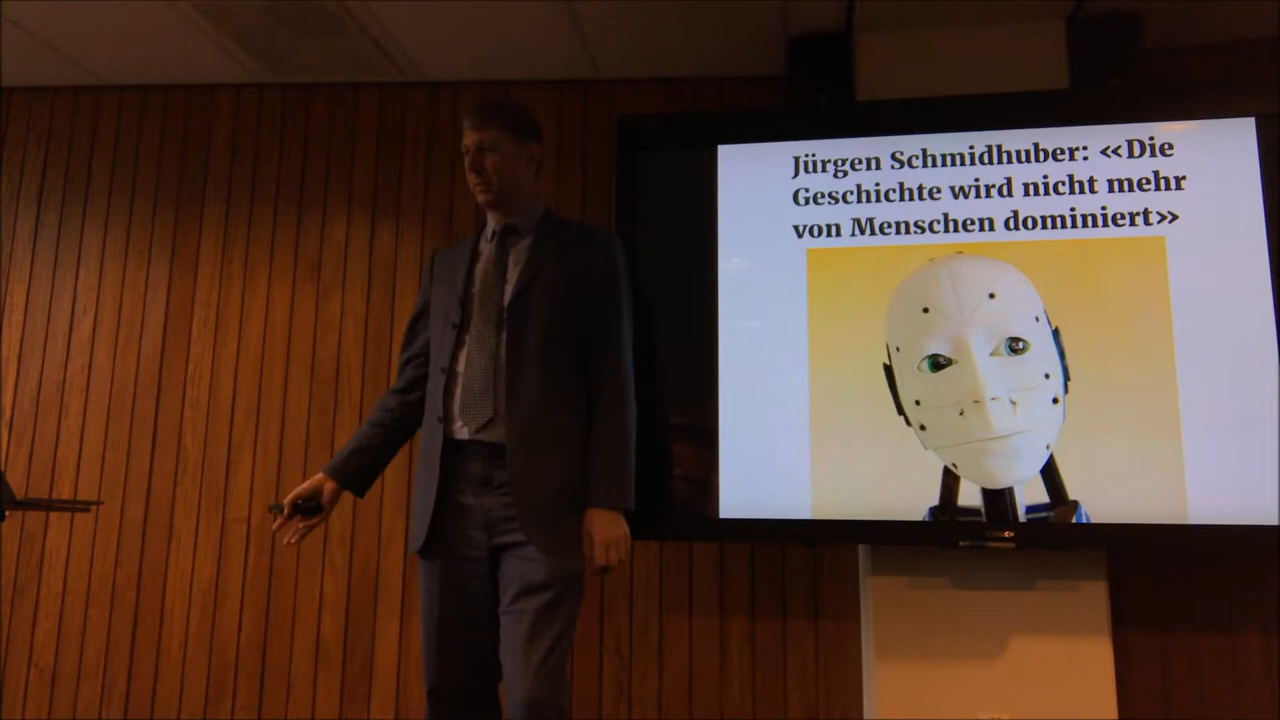 Jürgen Schmidhuber: «Die
Geschichte wird nicht mehr
von Menschen dominiert»